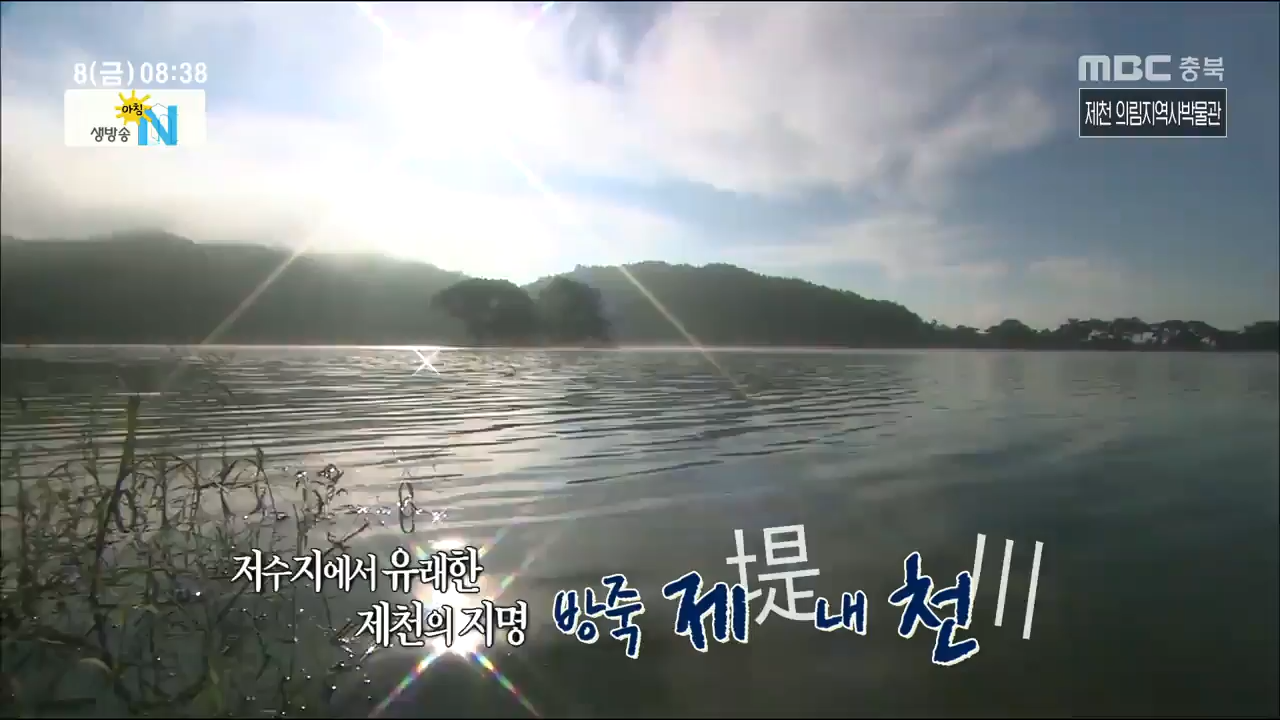 8(금) 08:38
생방송 아침 N
MBC 충북
제천 의림지역사박물관
저수지에서 유래한
제천의 지명
방죽 제 提 내 천 川